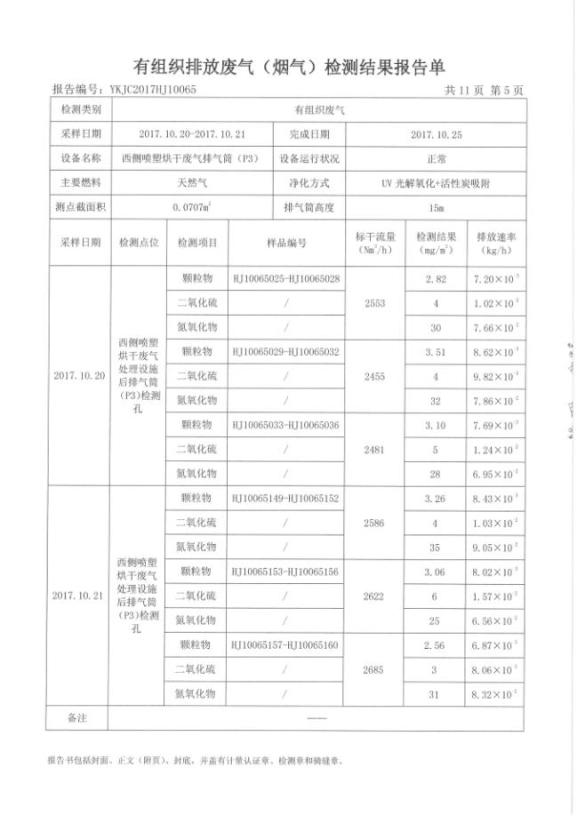 有组织排放废气（烟气）检测结果报告单
报告编号：YKJC2017HJ10065 共 11 页 第 5 页
检测类别 有组织废气
采样日期 2017.10.20-2017.10.21 完成日期 2017.10.25
设备名称 西侧喷塑烘干废气排气筒（P3） 设备运行状况 正常
主要燃料 天然气 净化方式 UV 光解氧化+活性炭吸附
测点截面积 0.0707m² 排气筒高度 15m
采样日期 检测点位 检测项目 样品编号 标干流量（Nm³/h） 检测结果（mg/m³） 排放速率（kg/h）
2017.10.20 西侧喷塑烘干废气处理设施后排气筒（P3)检测孔
颗粒物 HJ10065025-HJ10065028 2553 2.82 7.20×10⁻³
二氧化硫 / 4 1.02×10⁻²
氮氧化物 / 30 7.66×10⁻²
颗粒物 HJ10065029-HJ10065032 2455 3.51 8.62×10⁻³
二氧化硫 / 4 9.82×10⁻³
氮氧化物 / 32 7.86×10⁻²
颗粒物 HJ10065033-HJ10065036 2481 3.10 7.69×10⁻³
二氧化硫 / 5 1.24×10⁻²
氮氧化物 / 28 6.95×10⁻²
2017.10.21 西侧喷塑烘干废气处理设施后排气筒（P3)检测孔
颗粒物 HJ10065149-HJ10065152 2586 3.26 8.43×10⁻³
二氧化硫 / 4 1.03×10⁻²
氮氧化物 / 35 9.05×10⁻²
颗粒物 HJ10065153-HJ10065156 2622 3.06 8.02×10⁻³
二氧化硫 / 6 1.57×10⁻²
氮氧化物 / 25 6.56×10⁻²
颗粒物 HJ10065157-HJ10065160 2685 2.56 6.87×10⁻³
二氧化硫 / 3 8.06×10⁻³
氮氧化物 / 31 8.32×10⁻²
备注 ——
报告书包括封面、正文（附页）、封底，并盖有计量认证章、检测章和骑缝章。